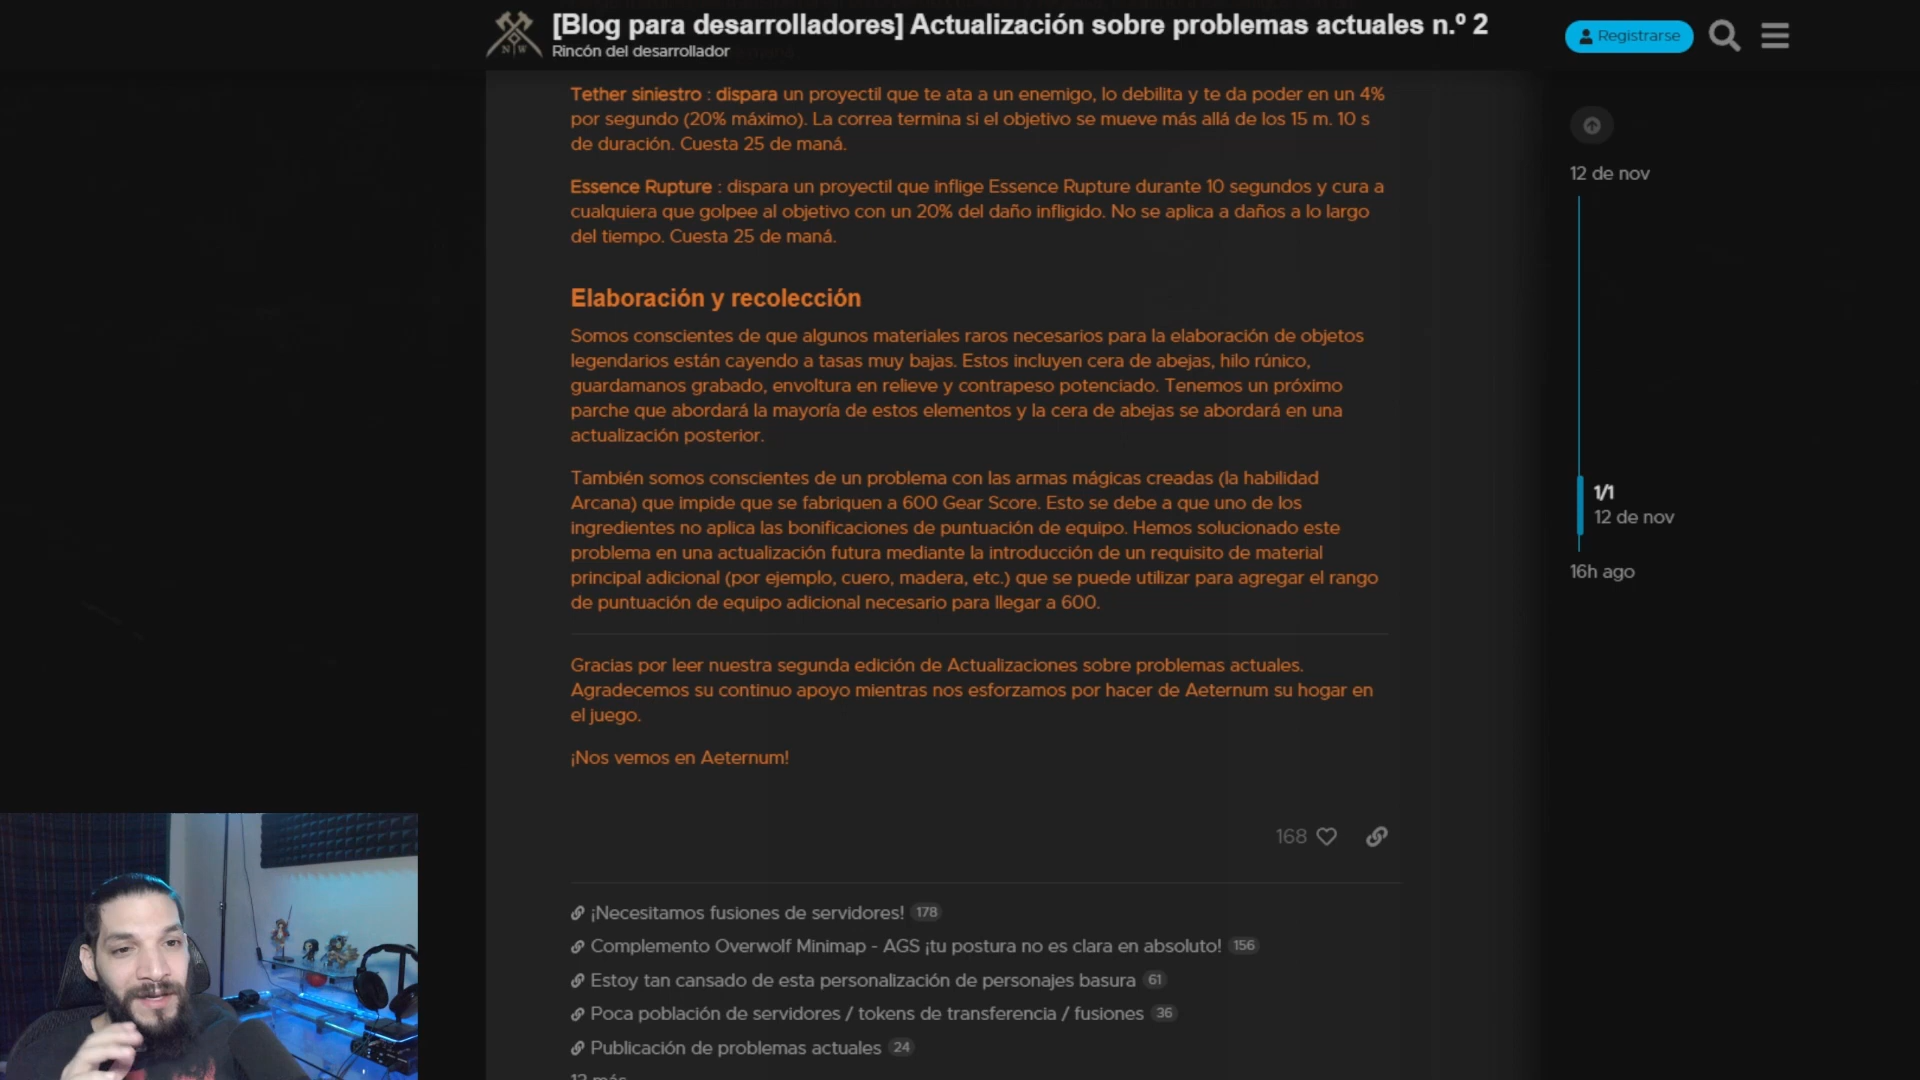 [Blog para desarrolladores] Actualización sobre problemas actuales n.º 2
Rincón del desarrollador
N W
Registrarse
Tether siniestro : dispara un proyectil que te ata a un enemigo, lo debilita y te da poder en un 4%
por segundo (20% máximo). La correa termina si el objetivo se mueve más allá de los 15 m. 10 s
de duración. Cuesta 25 de maná.
Essence Rupture : dispara un proyectil que inflige Essence Rupture durante 10 segundos y cura a
cualquiera que golpee al objetivo con un 20% del daño infligido. No se aplica a daños a lo largo
del tiempo. Cuesta 25 de maná.
Elaboración y recolección
Somos conscientes de que algunos materiales raros necesarios para la elaboración de objetos
legendarios están cayendo a tasas muy bajas. Estos incluyen cera de abejas, hilo rúnico,
guardamanos grabado, envoltura en relieve y contrapeso potenciado. Tenemos un próximo
parche que abordará la mayoría de estos elementos y la cera de abejas se abordará en una
actualización posterior.
También somos conscientes de un problema con las armas mágicas creadas (la habilidad
Arcana) que impide que se fabriquen a 600 Gear Score. Esto se debe a que uno de los
ingredientes no aplica las bonificaciones de puntuación de equipo. Hemos solucionado este
problema en una actualización futura mediante la introducción de un requisito de material
principal adicional (por ejemplo, cuero, madera, etc.) que se puede utilizar para agregar el rango
de puntuación de equipo adicional necesario para llegar a 600.
Gracias por leer nuestra segunda edición de Actualizaciones sobre problemas actuales.
Agradecemos su continuo apoyo mientras nos esforzamos por hacer de Aeternum su hogar en
el juego.
¡Nos vemos en Aeternum!
168
¡Necesitamos fusiones de servidores! 178
Complemento Overwolf Minimap - AGS ¡tu postura no es clara en absoluto! 156
Estoy tan cansado de esta personalización de personajes basura 61
Poca población de servidores / tokens de transferencia / fusiones 36
Publicación de problemas actuales 24
12 de nov
1/1
12 de nov
16h ago